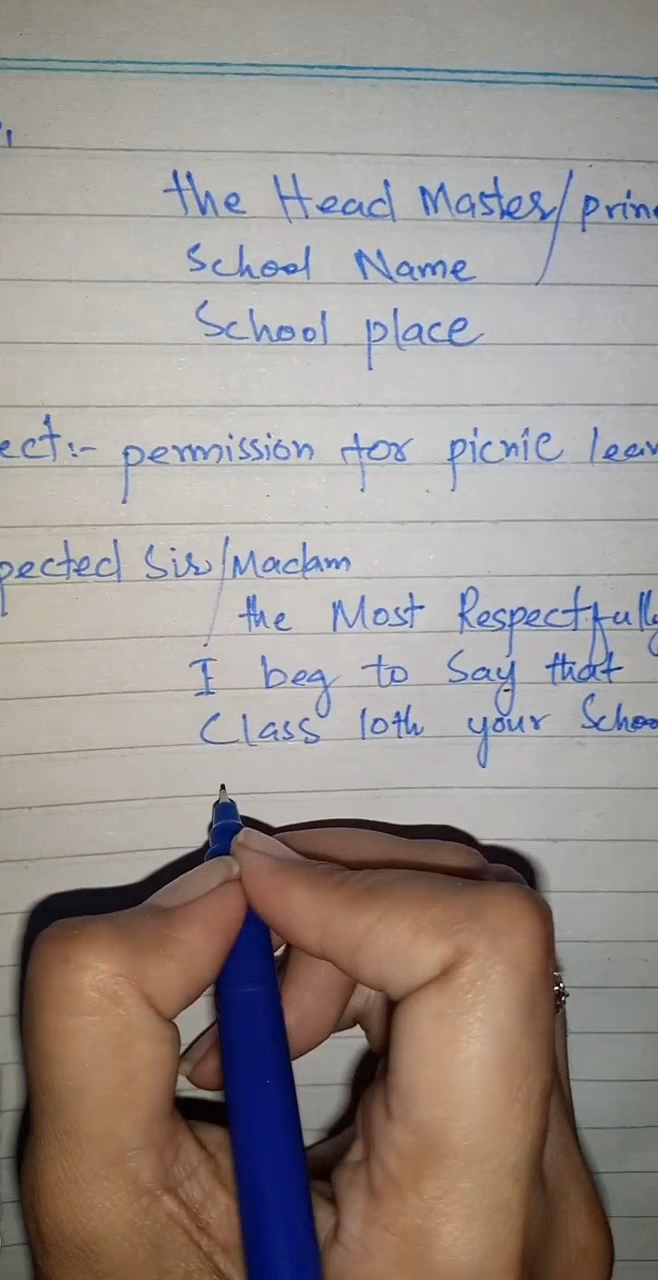 the Head Master/prin
School Name
School place
ect:- permission for picnic leav
pected Sir/Madam
the Most Respectfully
I beg to Say that
Class 10th your Schoo